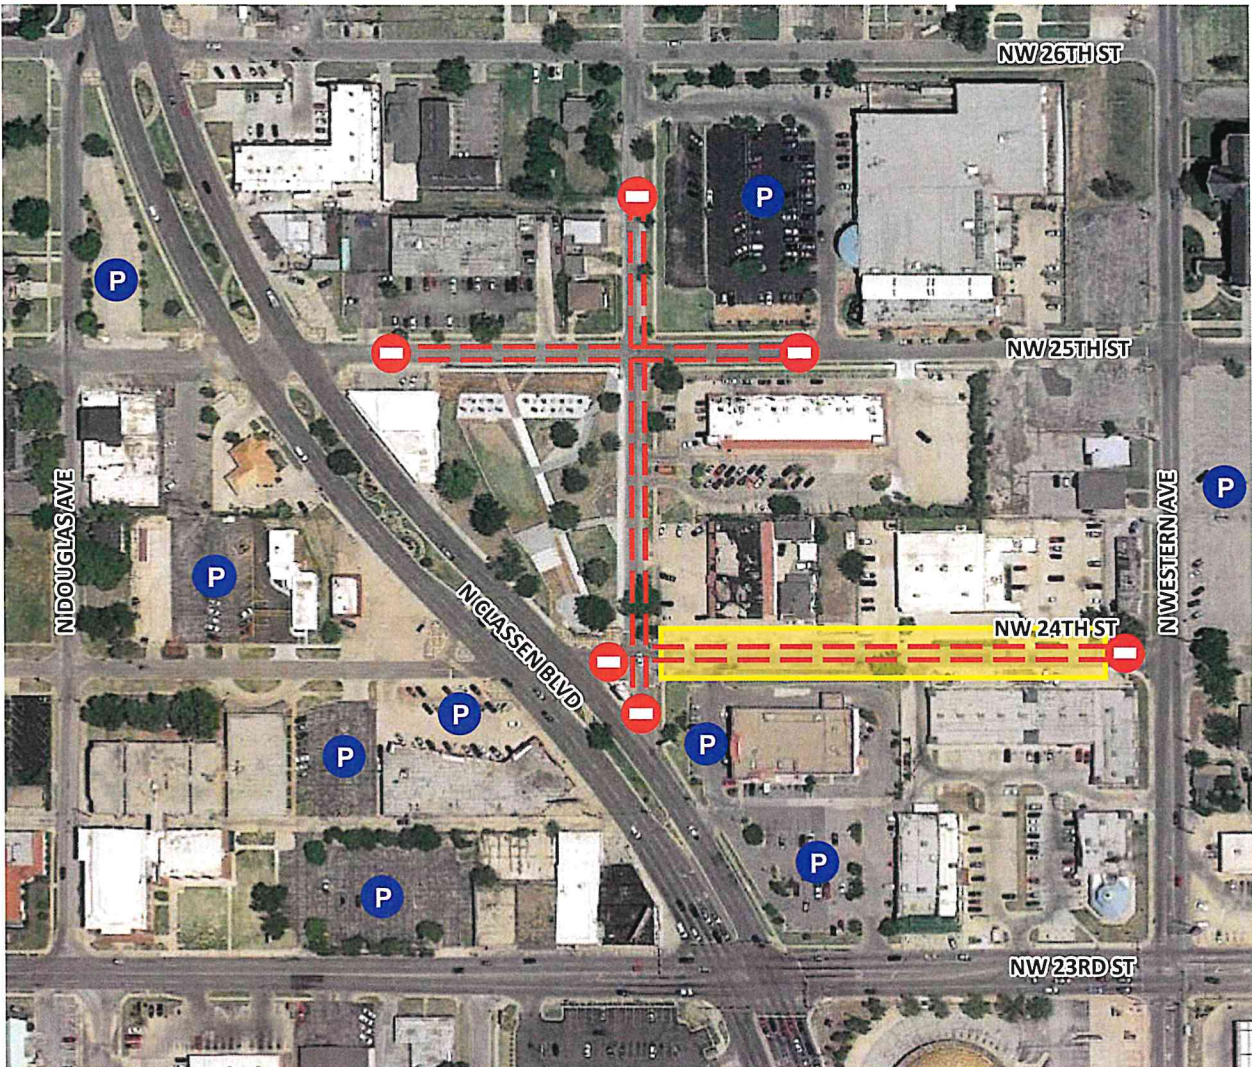 NW 26TH ST
P
P
NW 25TH ST
N DOUGLAS AVE
N WESTERN AVE
P
P
N CLASSEN BLVD
NW 24TH ST
P
P
P
P
P
NW 23RD ST